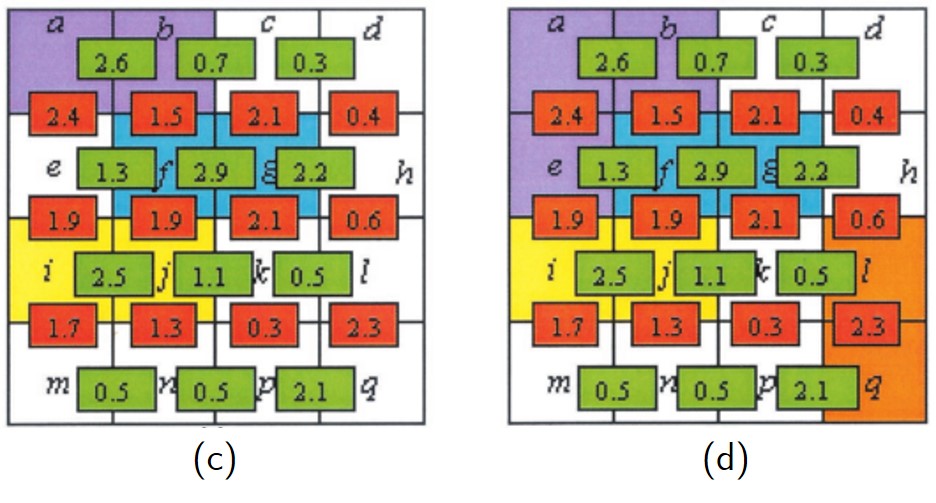 a b c d a b c d
2.6 0.7 0.3 2.6 0.7 0.3
2.4 1.5 2.1 0.4 2.4 1.5 2.1 0.4
e 1.3 f 2.9 g 2.2 h e 1.3 f 2.9 g 2.2 h
1.9 1.9 2.1 0.6 1.9 1.9 2.1 0.6
i 2.5 j 1.1 k 0.5 l i 2.5 j 1.1 k 0.5 l
1.7 1.3 0.3 2.3 1.7 1.3 0.3 2.3
m 0.5 n 0.5 p 2.1 q m 0.5 n 0.5 p 2.1 q
(c) (d)